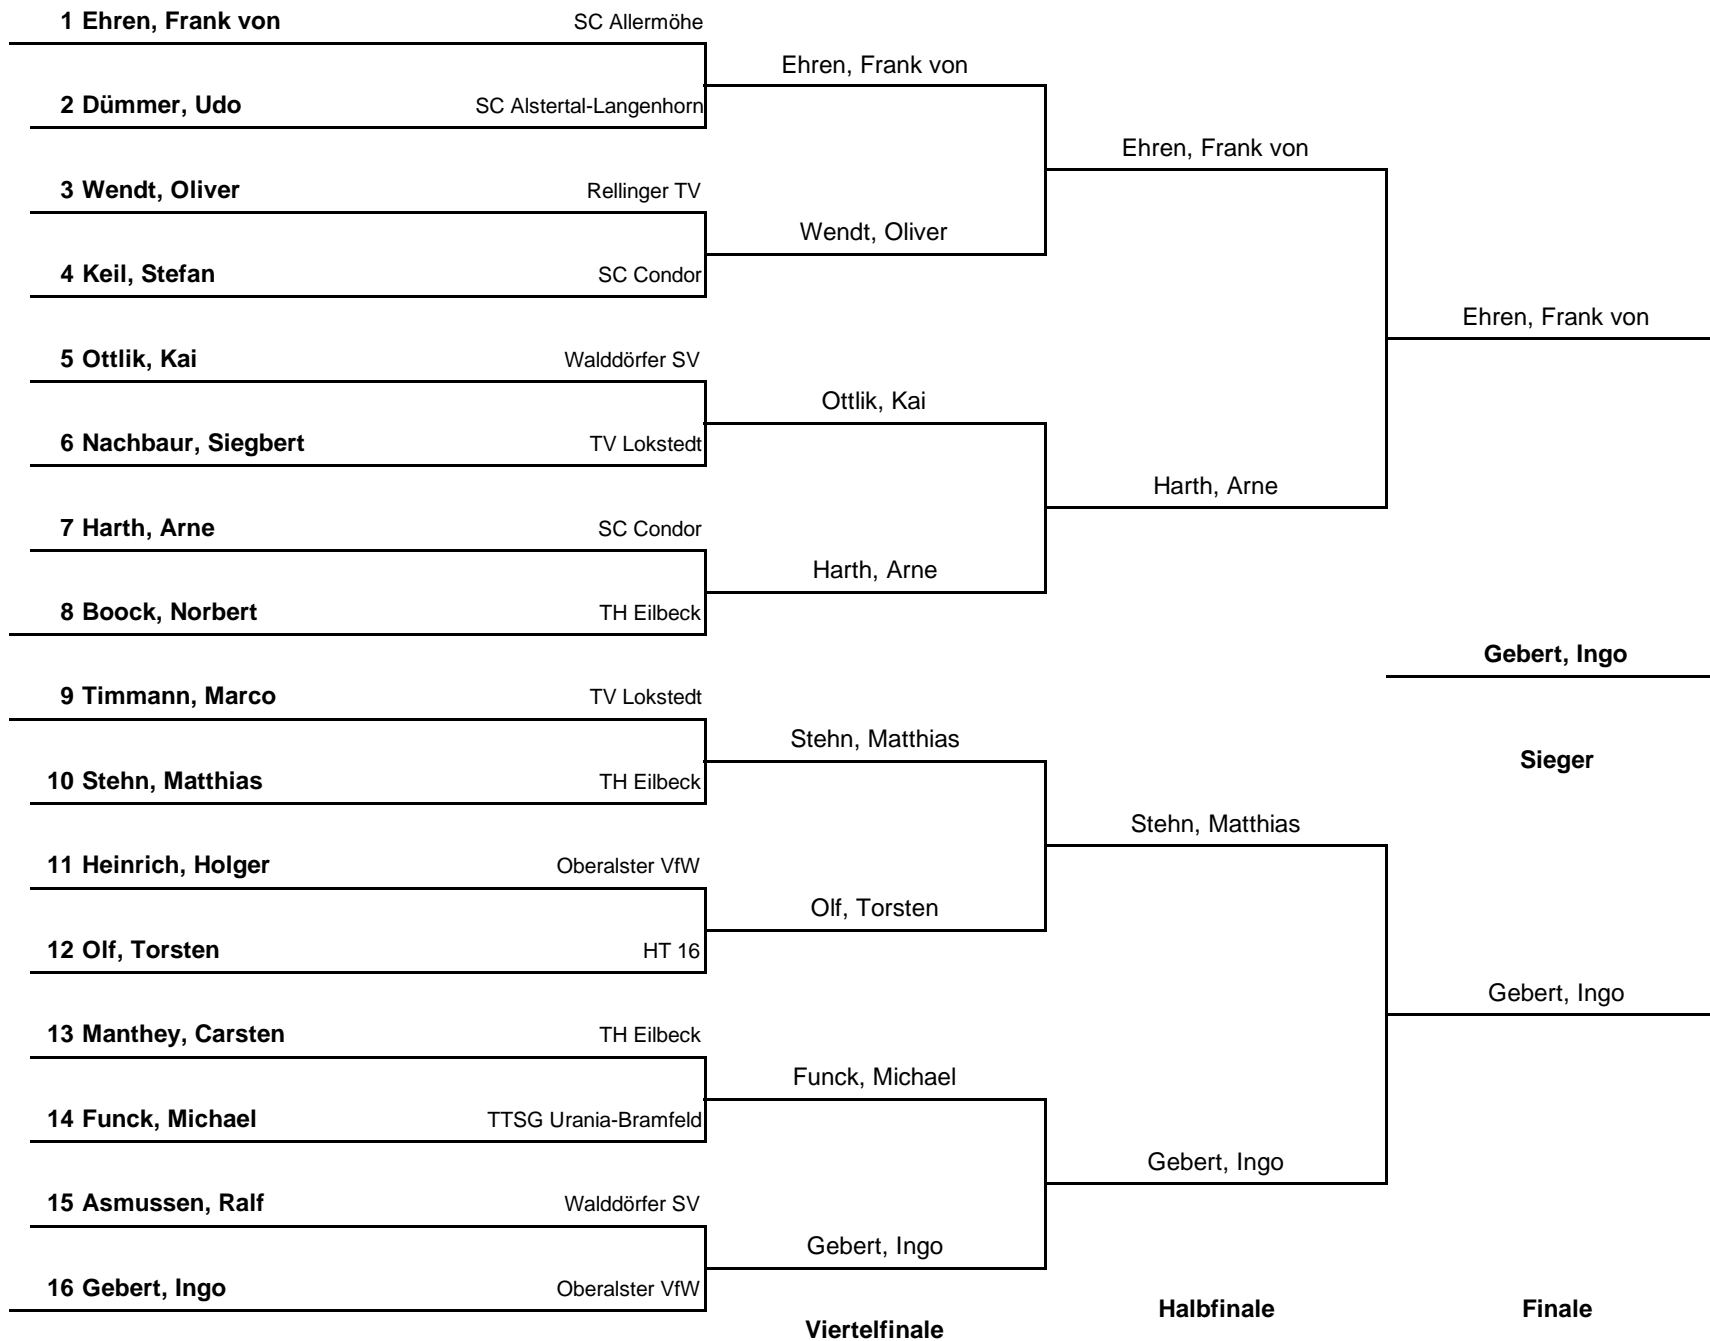 1 Ehren, Frank von SC Allermöhe
Ehren, Frank von
2 Dümmer, Udo SC Alstertal-Langenhorn
Ehren, Frank von
3 Wendt, Oliver Rellinger TV
Wendt, Oliver
4 Keil, Stefan SC Condor
Ehren, Frank von
5 Ottlik, Kai Walddörfer SV
Ottlik, Kai
6 Nachbaur, Siegbert TV Lokstedt
Harth, Arne
7 Harth, Arne SC Condor
Harth, Arne
8 Boock, Norbert TH Eilbeck
Gebert, Ingo
9 Timmann, Marco TV Lokstedt
Stehn, Matthias
Sieger
10 Stehn, Matthias TH Eilbeck
Stehn, Matthias
11 Heinrich, Holger Oberalster VfW
Olf, Torsten
12 Olf, Torsten HT 16
Gebert, Ingo
13 Manthey, Carsten TH Eilbeck
Funck, Michael
14 Funck, Michael TTSG Urania-Bramfeld
Gebert, Ingo
15 Asmussen, Ralf Walddörfer SV
Gebert, Ingo
16 Gebert, Ingo Oberalster VfW
Halbfinale Finale
Viertelfinale